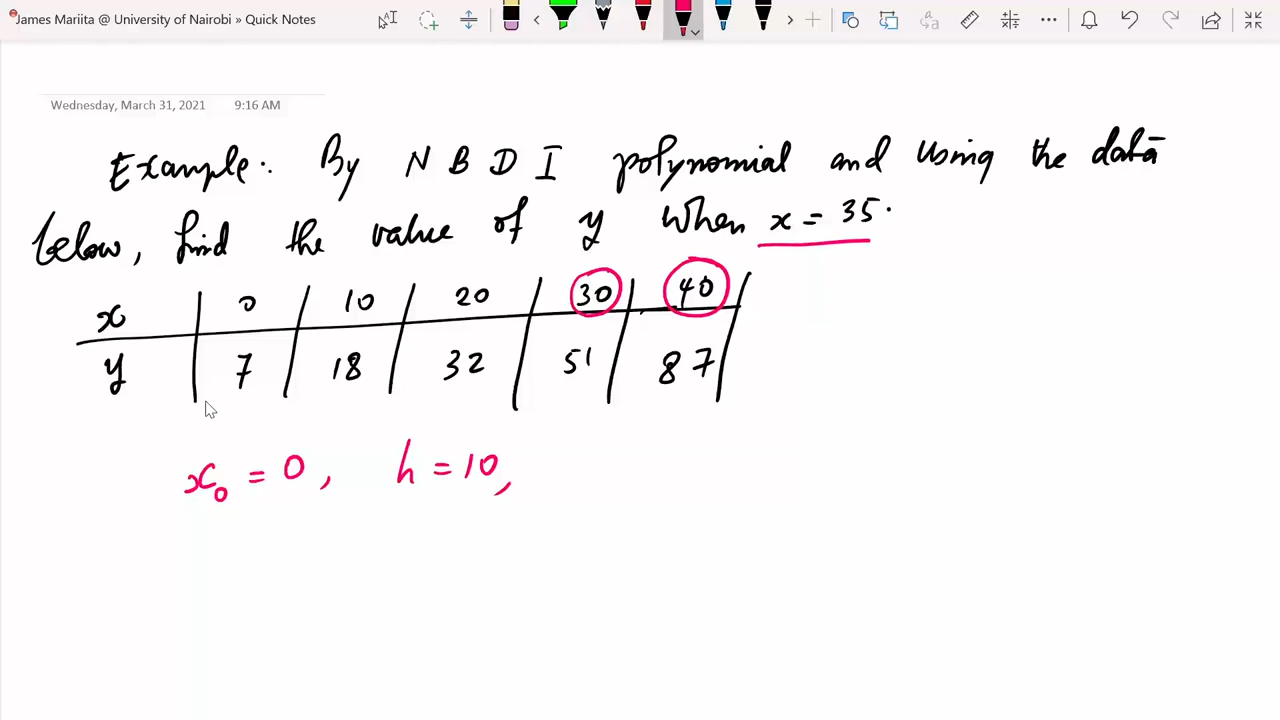 James Mariita @ University of Nairobi » Quick Notes
Wednesday, March 31, 2021 9:16 AM
Example: By N B D I polynomial and using the data
below, find the value of y when x = 35.
x 0 10 20 30 40
y 7 18 32 51 87
x₀ = 0, h = 10,